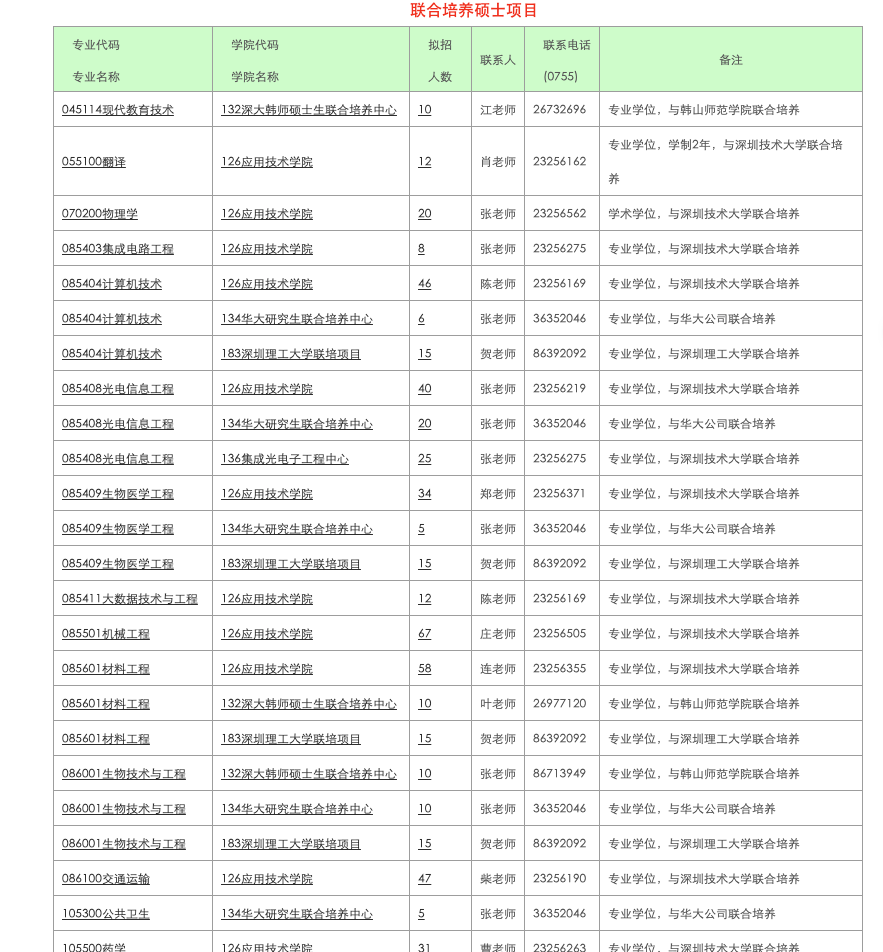 联合培养硕士项目
专业代码 学院代码 拟招 联系电话
联系人 备注
专业名称 学院名称 人数 (0755)
045114现代教育技术 132深大韩师硕士生联合培养中心 10 江老师 26732696 专业学位，与韩山师范学院联合培养
专业学位，学制2年，与深圳技术大学联合培
055100翻译 126应用技术学院 12 肖老师 23256162
养
070200物理学 126应用技术学院 20 张老师 23256562 学术学位，与深圳技术大学联合培养
085403集成电路工程 126应用技术学院 8 张老师 23256275 专业学位，与深圳技术大学联合培养
085404计算机技术 126应用技术学院 46 陈老师 23256169 专业学位，与深圳技术大学联合培养
085404计算机技术 134华大研究生联合培养中心 6 张老师 36352046 专业学位，与华大公司联合培养
085404计算机技术 183深圳理工大学联培项目 15 贺老师 86392092 专业学位，与深圳理工大学联合培养
085408光电信息工程 126应用技术学院 40 张老师 23256219 专业学位，与深圳技术大学联合培养
085408光电信息工程 134华大研究生联合培养中心 20 张老师 36352046 专业学位，与华大公司联合培养
085408光电信息工程 136集成光电子工程中心 25 张老师 23256275 专业学位，与深圳技术大学联合培养
085409生物医学工程 126应用技术学院 34 郑老师 23256371 专业学位，与深圳技术大学联合培养
085409生物医学工程 134华大研究生联合培养中心 5 张老师 36352046 专业学位，与华大公司联合培养
085409生物医学工程 183深圳理工大学联培项目 15 贺老师 86392092 专业学位，与深圳理工大学联合培养
085411大数据技术与工程 126应用技术学院 12 陈老师 23256169 专业学位，与深圳技术大学联合培养
085501机械工程 126应用技术学院 67 庄老师 23256505 专业学位，与深圳技术大学联合培养
085601材料工程 126应用技术学院 58 连老师 23256355 专业学位，与深圳技术大学联合培养
085601材料工程 132深大韩师硕士生联合培养中心 10 叶老师 26977120 专业学位，与韩山师范学院联合培养
085601材料工程 183深圳理工大学联培项目 15 贺老师 86392092 专业学位，与深圳理工大学联合培养
086001生物技术与工程 132深大韩师硕士生联合培养中心 10 张老师 86713949 专业学位，与韩山师范学院联合培养
086001生物技术与工程 134华大研究生联合培养中心 10 张老师 36352046 专业学位，与华大公司联合培养
086001生物技术与工程 183深圳理工大学联培项目 15 贺老师 86392092 专业学位，与深圳理工大学联合培养
086100交通运输 126应用技术学院 47 柴老师 23256190 专业学位，与深圳技术大学联合培养
105300公共卫生 134华大研究生联合培养中心 5 张老师 36352046 专业学位，与华大公司联合培养
105500药学 126应用技术学院 31 曹老师 23256263 专业学位，与深圳技术大学联合培养